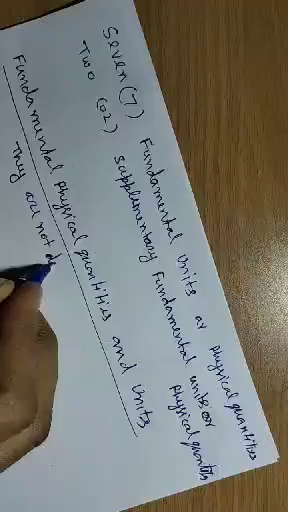 Seven (7) Fundamental Units or physical quantities
Two (02) Supplementary Fundamental units or
physical quantities
Fundamental physical quantities and Units
They are not de